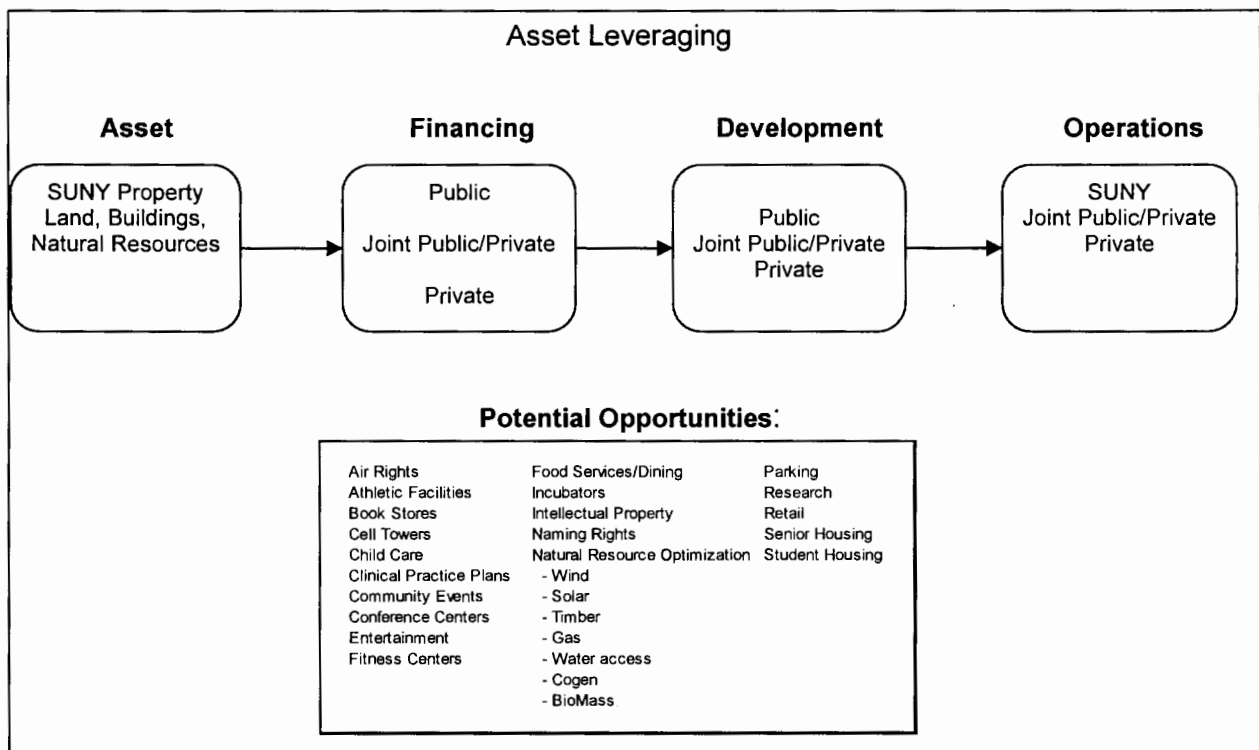 Asset Leveraging
Asset
Financing
Development
Operations
SUNY Property
Land, Buildings,
Natural Resources
Public
Joint Public/Private
Private
Public
Joint Public/Private
Private
SUNY
Joint Public/Private
Private
Potential Opportunities:
Air Rights
Athletic Facilities
Book Stores
Cell Towers
Child Care
Clinical Practice Plans
Community Events
Conference Centers
Entertainment
Fitness Centers
Food Services/Dining
Incubators
Intellectual Property
Naming Rights
Natural Resource Optimization
- Wind
- Solar
- Timber
- Gas
- Water access
- Cogen
- BioMass
Parking
Research
Retail
Senior Housing
Student Housing